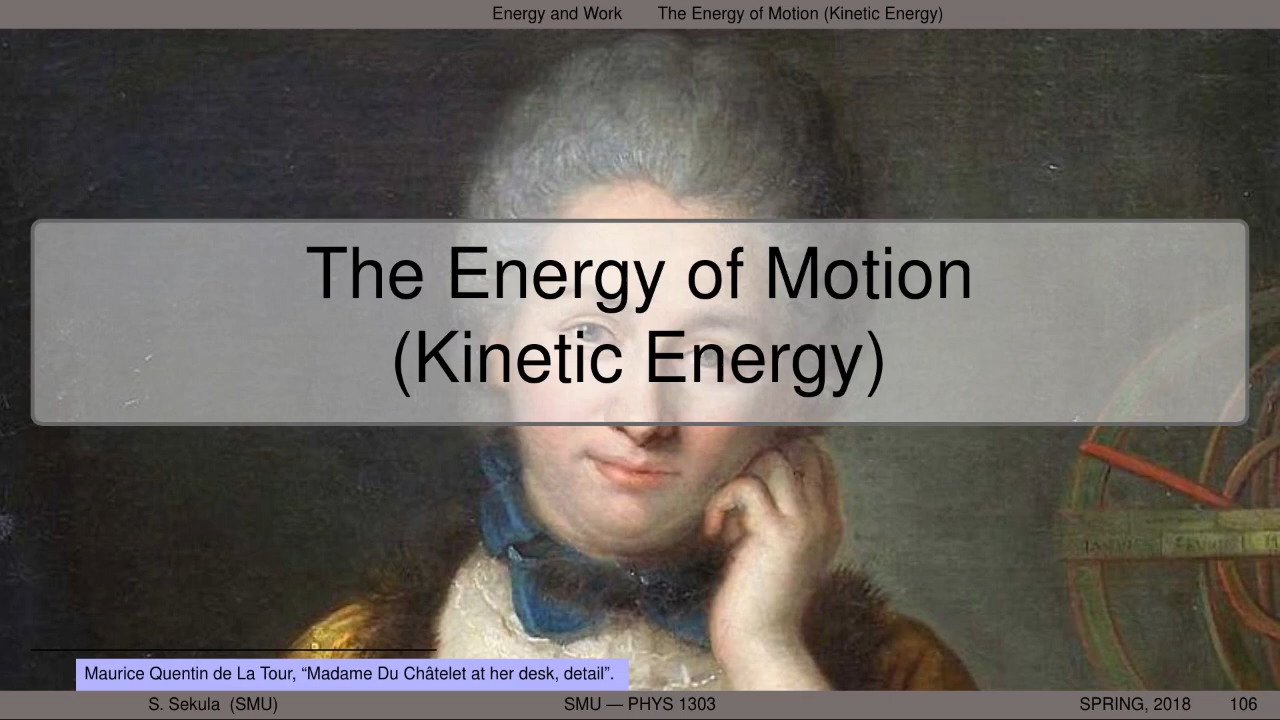 Energy and Work The Energy of Motion (Kinetic Energy)
The Energy of Motion
(Kinetic Energy)
Maurice Quentin de La Tour, “Madame Du Châtelet at her desk, detail”.
S. Sekula (SMU) SMU — PHYS 1303 SPRING, 2018 106